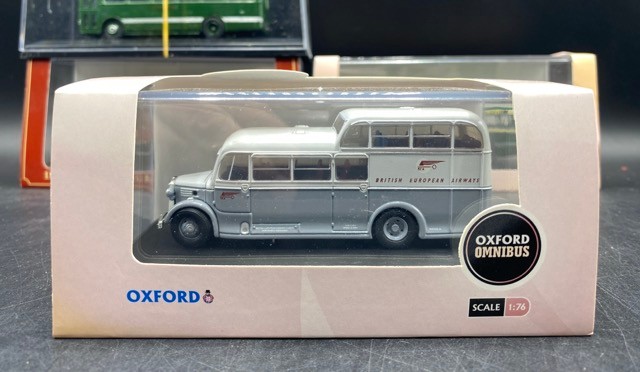 BRITISH EUROPEAN AIRWAYS
OXFORD
OMNIBUS
OXFORD
SCALE 1:76